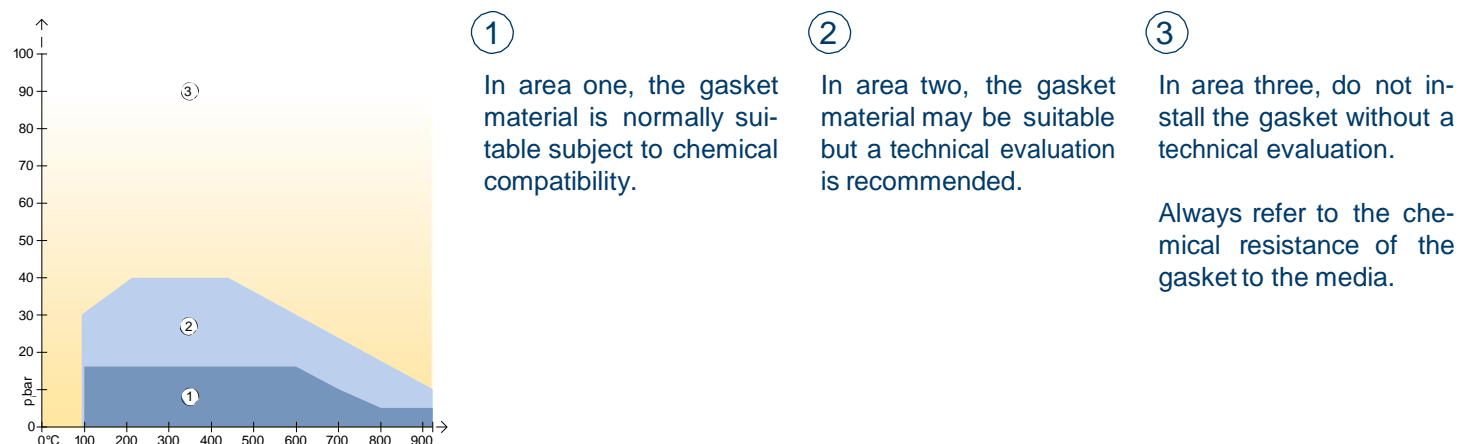 100
90
80
70
60
50
40
30
20
p,bar
0
0°C 100 200 300 400 500 600 700 800 900
3
2
1
1
In area one, the gasket
material is normally sui-
table subject to chemical
compatibility.
2
In area two, the gasket
material may be suitable
but a technical evaluation
is recommended.
3
In area three, do not in-
stall the gasket without a
technical evaluation.
Always refer to the che-
mical resistance of the
gasket to the media.